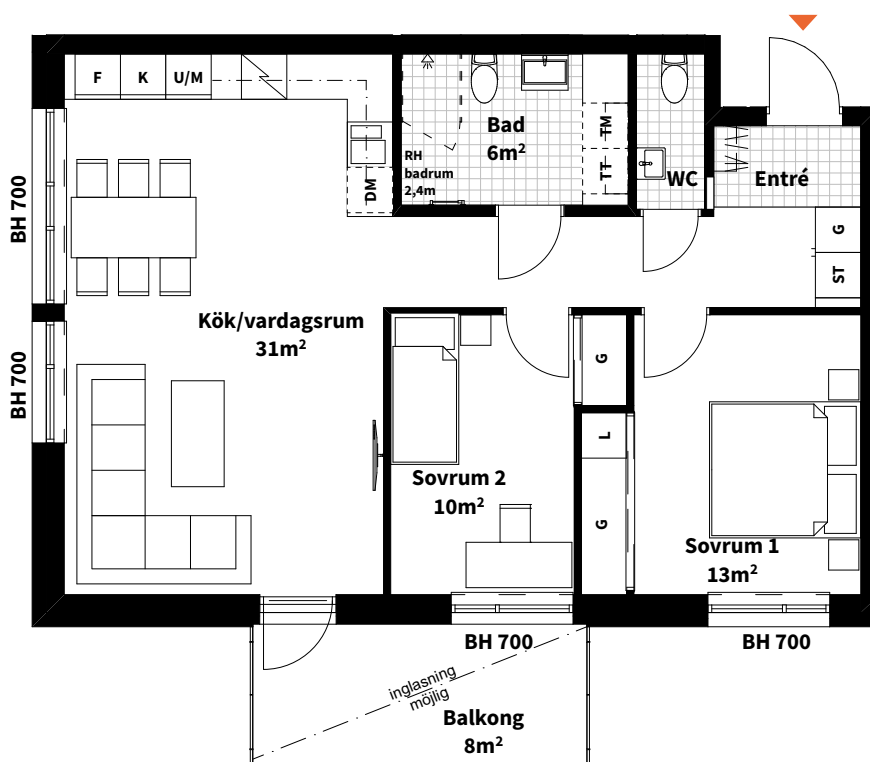 F
K
U/M
Bad
6m²
TM
TT
RH
badrum
2,4m
DM
WC
Entré
G
ST
BH 700
BH 700
Kök/vardagsrum
31m²
G
L
G
Sovrum 2
10m²
Sovrum 1
13m²
BH 700
BH 700
inglasning
möjlig
Balkong
8m²